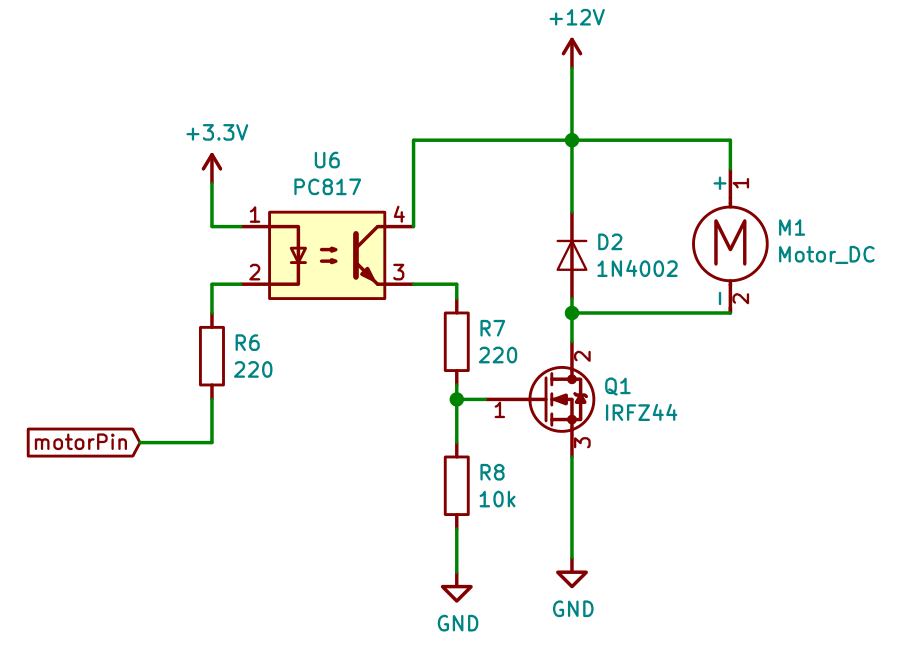 +12V
+3.3V
U6
PC817
1
4
2
3
+
1
M
M1
Motor_DC
−
2
D2
1N4002
R6
220
R7
220
motorPin
2
1
3
Q1
IRFZ44
R8
10k
GND
GND